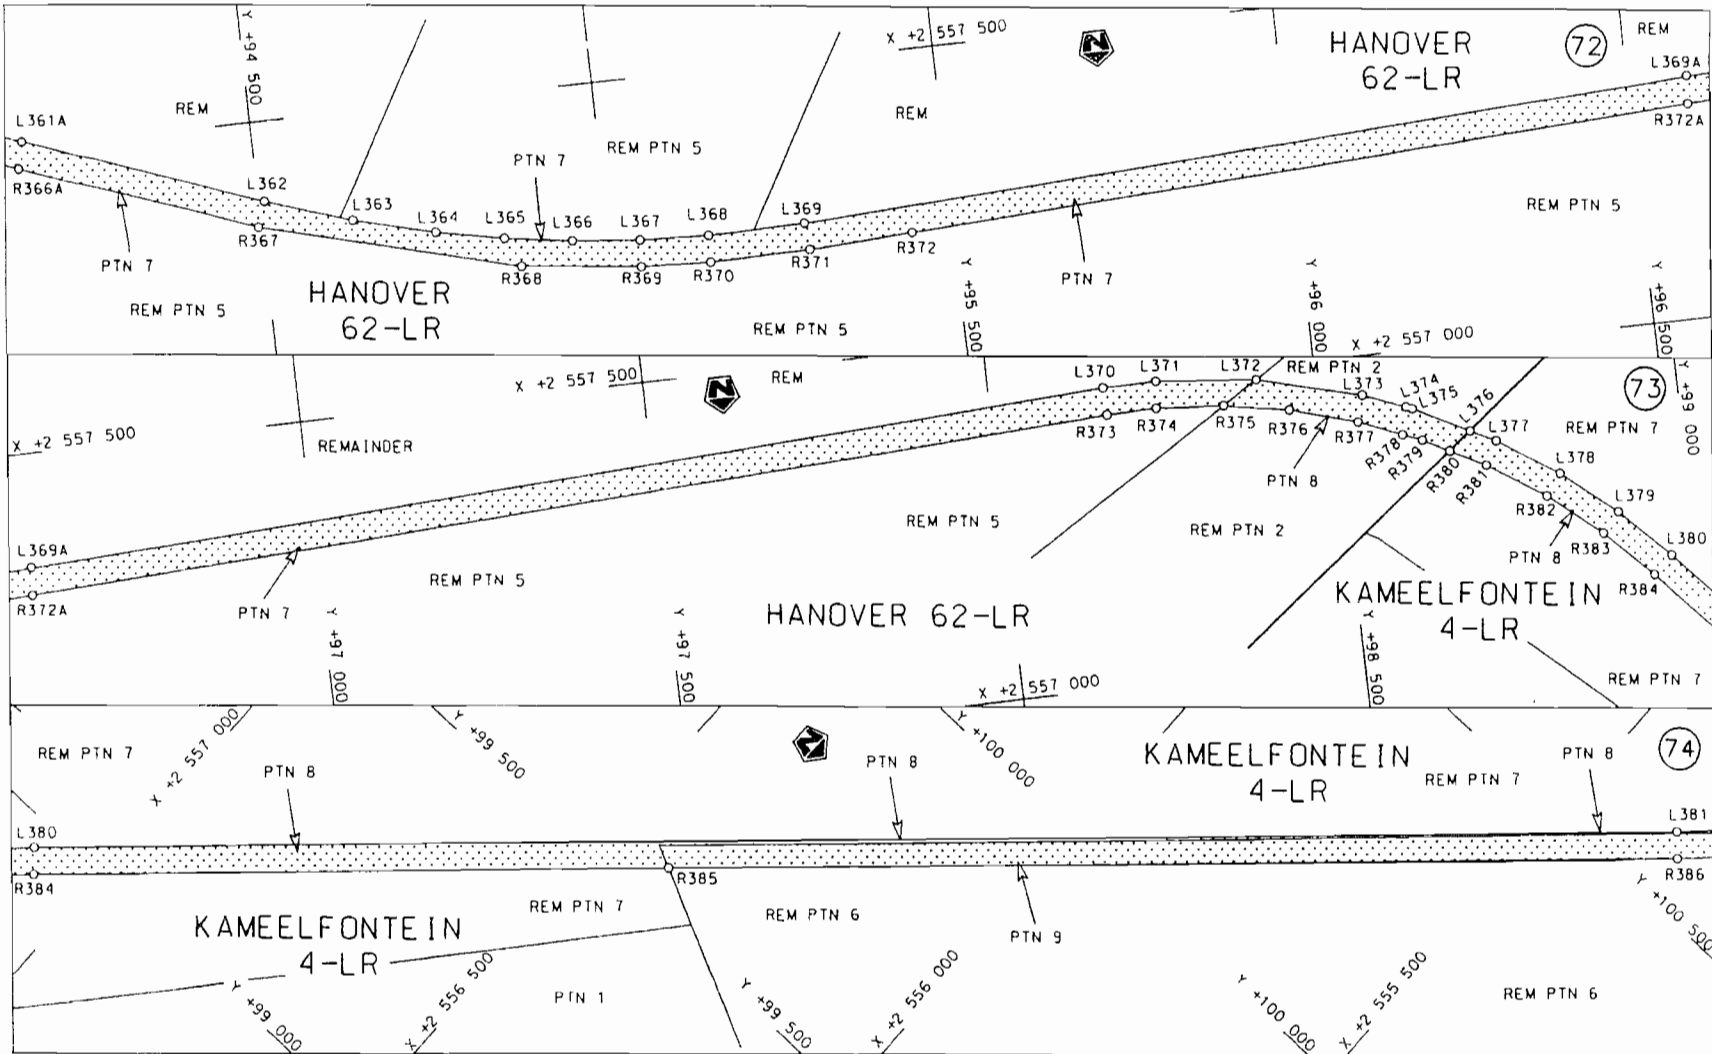 Y +94 500
X +2 557 500
HANOVER
62-LR
72
REM
L369A
R372A
L361A
REM
REM PTN 5
PTN 7
REM
R366A
L362
L363
L364
L365
L366
L367
L368
L369
R367
R368
R369
R370
R371
R372
PTN 7
REM PTN 5
HANOVER
62-LR
REM PTN 5
PTN 7
REM PTN 5
Y +95 500
Y +96 000
X +2 557 000
Y +96 500
X +2 557 500
REM
L370
L371
L372
REM PTN 2
L373
L374
L375
L376
L377
73
Y +99 000
REM PTN 7
X +2 557 500
REMAINDER
R373
R374
R375
R376
R377
R378
R379
R380
R381
L378
L379
L380
PTN 8
R382
R383
R384
PTN 8
REM PTN 5
REM PTN 2
L369A
R372A
PTN 7
REM PTN 5
HANOVER 62-LR
KAMEELFONTEIN
4-LR
Y +97 000
Y +97 500
X +2 557 000
Y +98 500
REM PTN 7
REM PTN 7
X +2 557 000
Y +99 500
PTN 8
PTN 8
Y +100 000
KAMEELFONTEIN
4-LR
REM PTN 7
PTN 8
74
L380
L381
R384
R385
R386
KAMEELFONTEIN
4-LR
REM PTN 7
REM PTN 6
PTN 9
Y +100 500
Y +99 000
X +2 556 500
PTN 1
Y +99 500
X +2 556 000
Y +100 000
X +2 555 500
REM PTN 6
N
N
N